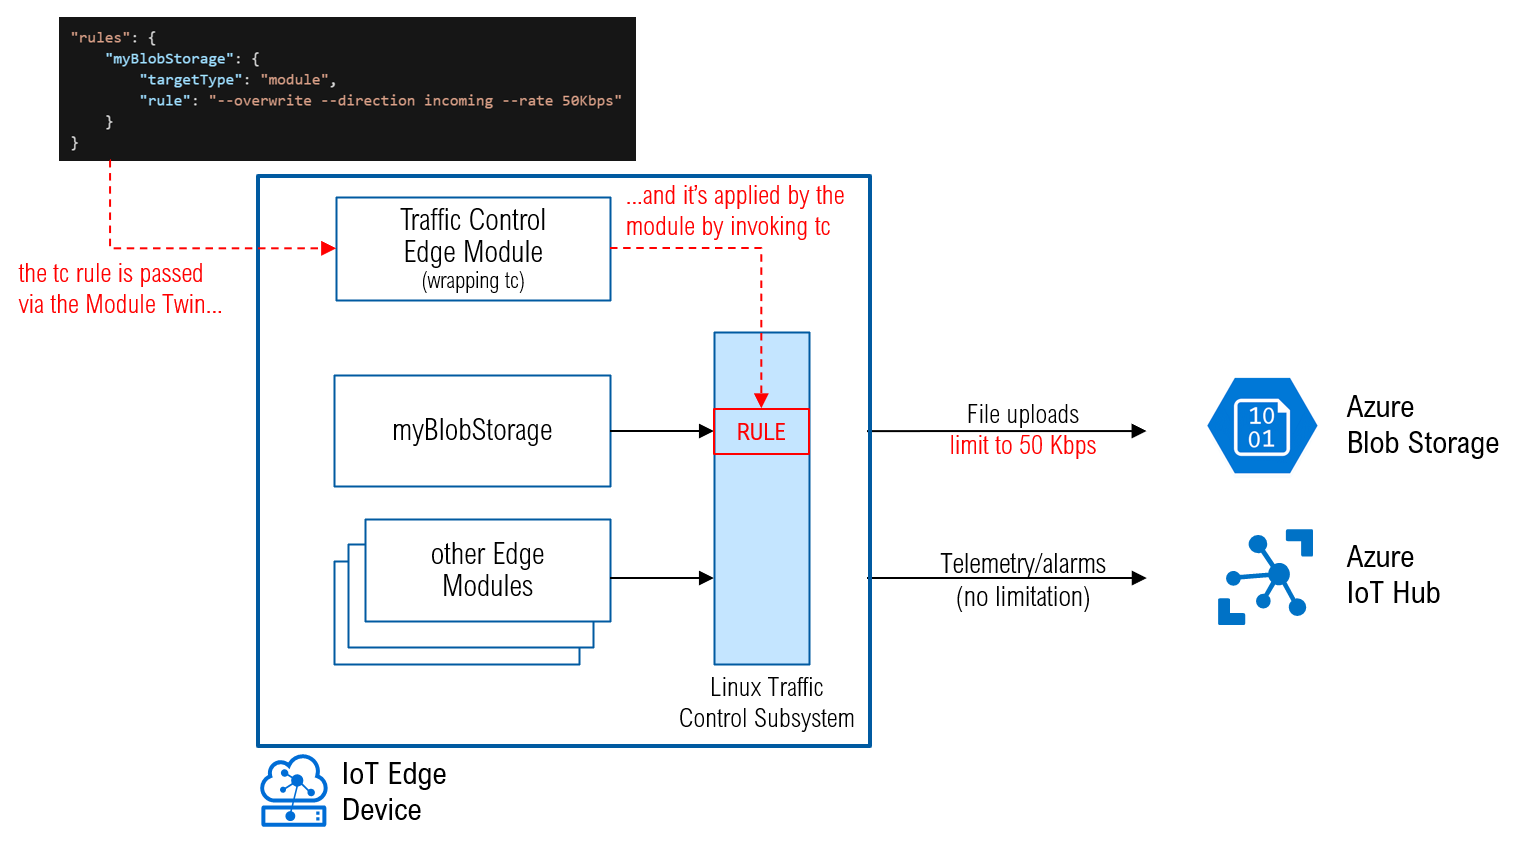 "rules": {
"myBlobStorage": {
"targetType": "module",
"rule": "--overwrite --direction incoming --rate 50Kbps"
}
}
the tc rule is passed
via the Module Twin...
Traffic Control
Edge Module
(wrapping tc)
...and it's applied by the
module by invoking tc
myBlobStorage
RULE
other Edge
Modules
Linux Traffic
Control Subsystem
File uploads
limit to 50 Kbps
10
01
Azure
Blob Storage
Telemetry/alarms
(no limitation)
Azure
IoT Hub
IoT Edge
Device